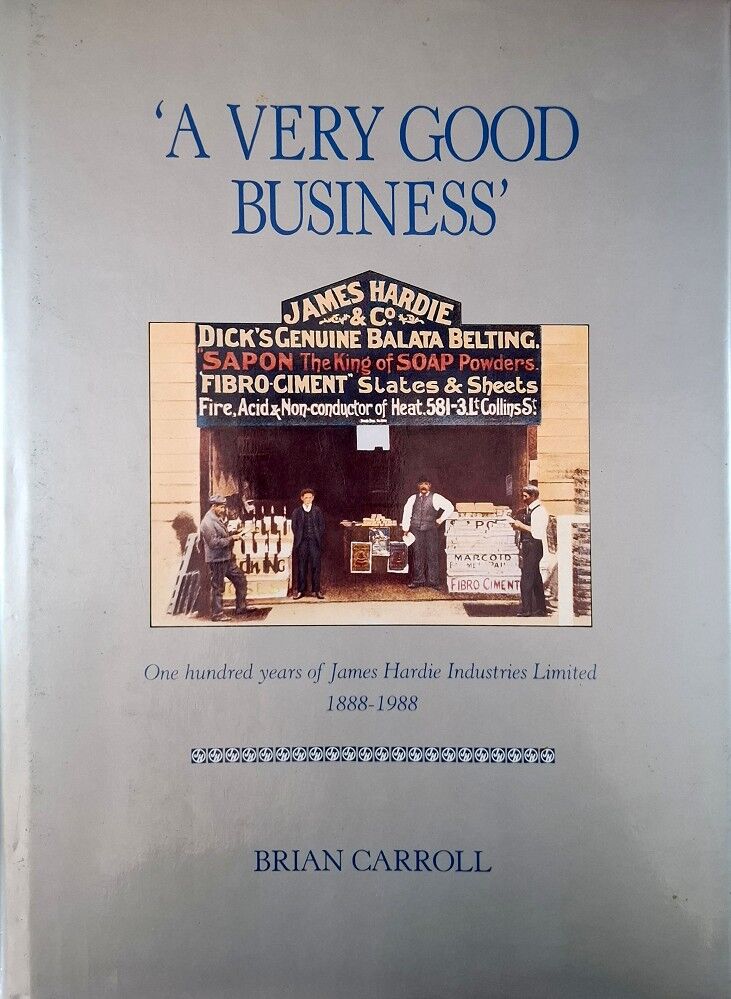 ‘A VERY GOOD
BUSINESS’
JAMES HARDIE
& Co.
DICK'S GENUINE BALATA BELTING.
"SAPON The King of SOAP Powders.
"FIBRO-CIMENT" Slates & Sheets
Fire, Acid & Non-conductor of Heat. 581-3. Lt Collins St
MARCOID
FIBRO CIMENT
One hundred years of James Hardie Industries Limited
1888-1988
BRIAN CARROLL